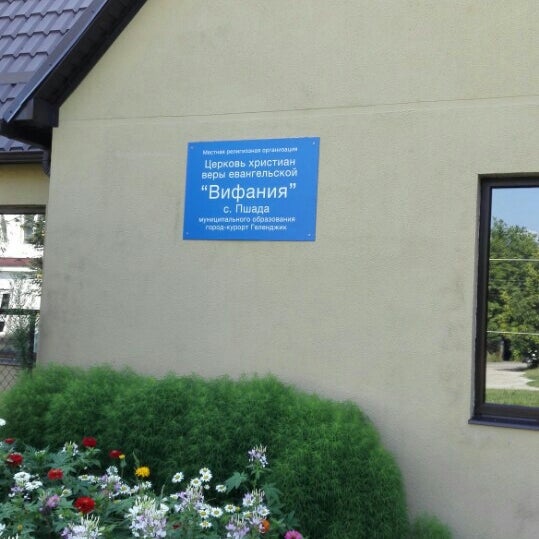 Местная религиозная организация
Церковь христиан
веры евангельской
“Вифания”
с. Пшада
муниципального образования
город-курорт Геленджик